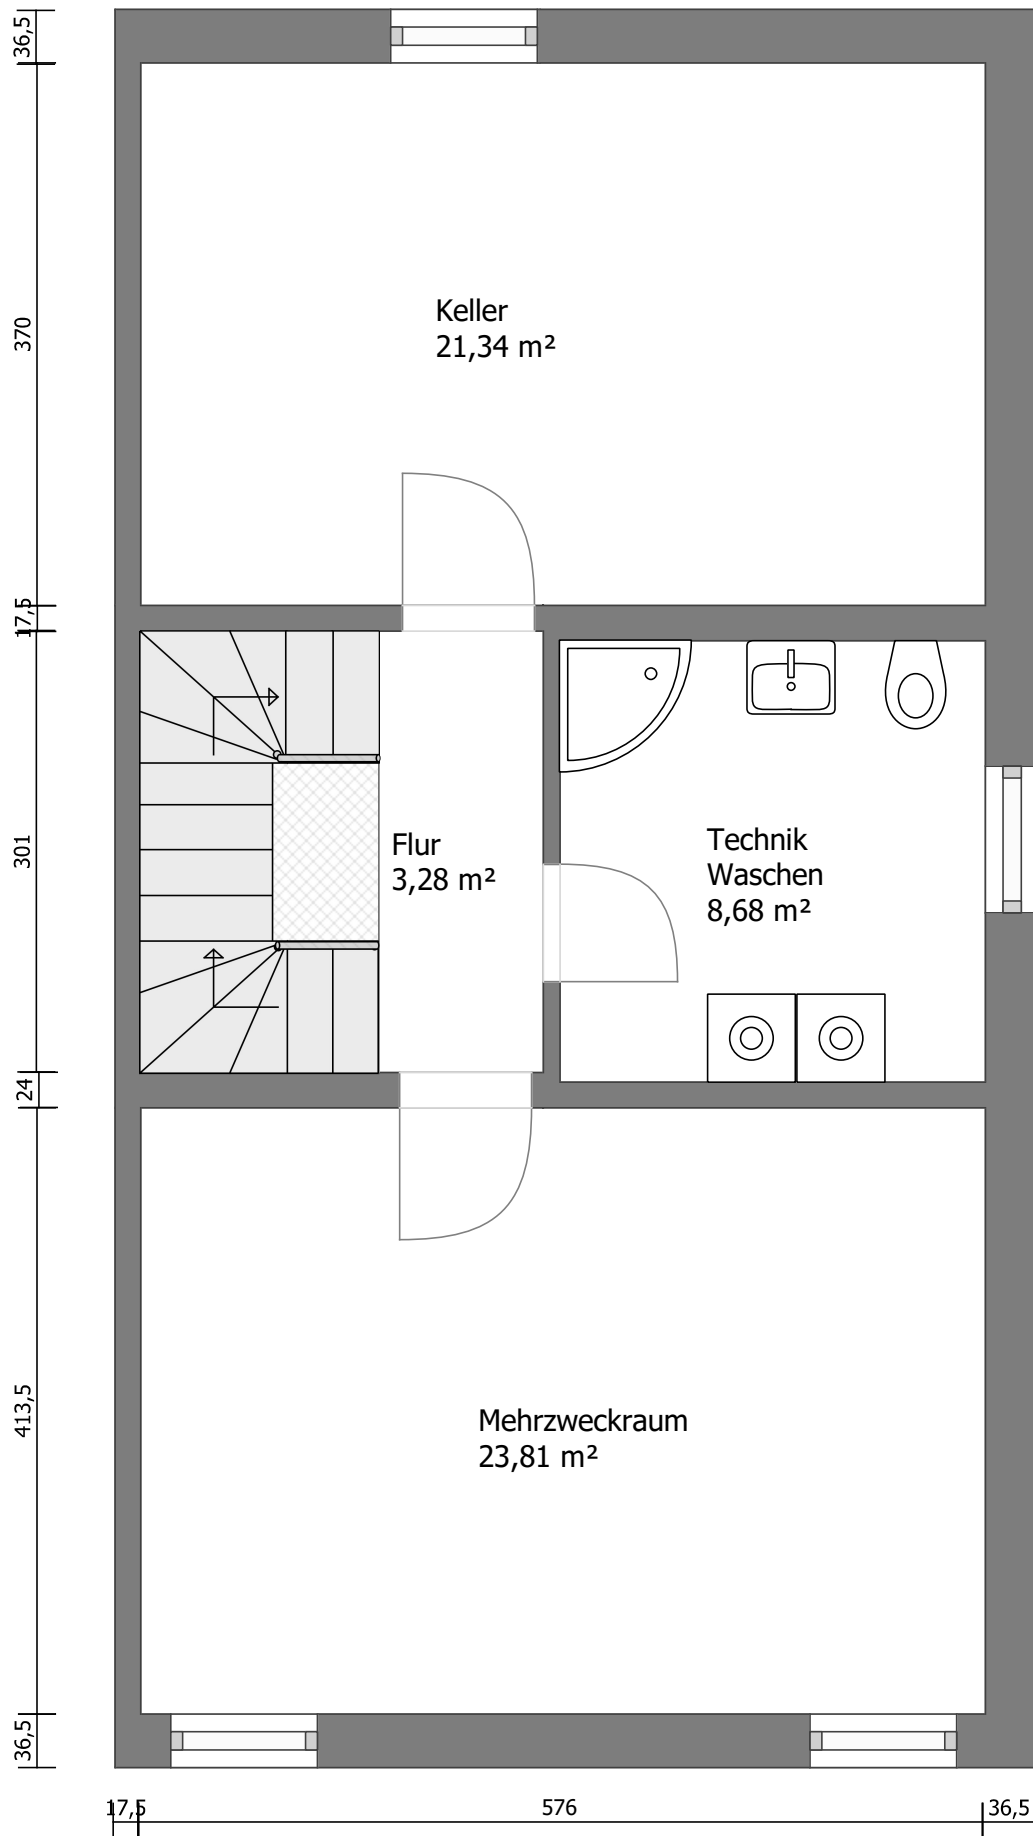 36,5
370
Keller
21,34 m²
17,5
301
Flur
3,28 m²
Technik
Waschen
8,68 m²
24
413,5
Mehrzweckraum
23,81 m²
36,5
17,5
576
36,5